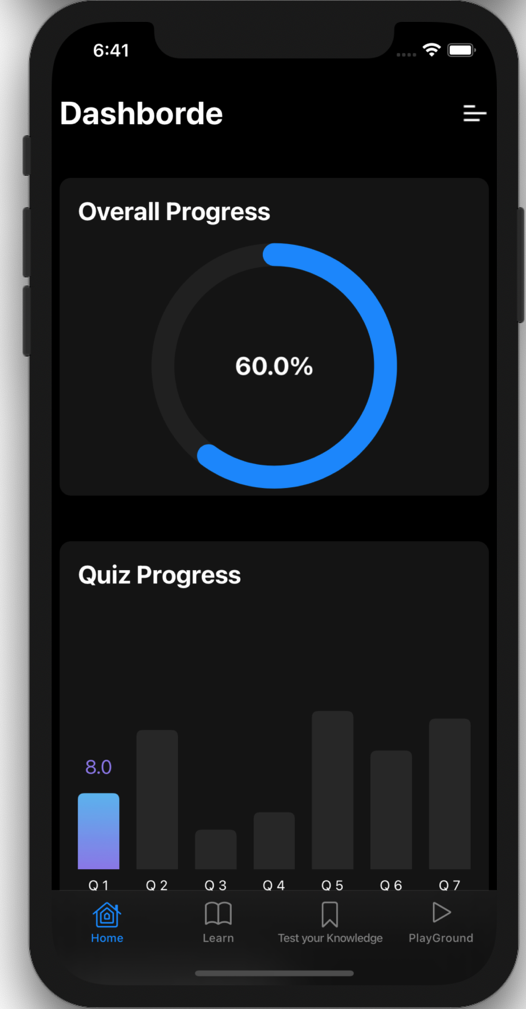 6:41
Dashborde
Overall Progress
60.0%
Quiz Progress
8.0
Q 1 Q 2 Q 3 Q 4 Q 5 Q 6 Q 7
Home Learn Test your Knowledge PlayGround